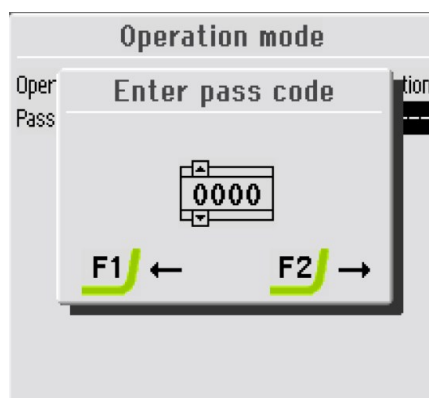 Operation mode
Oper tion
Enter pass code
Pass ---
0000
F1 ← F2 →